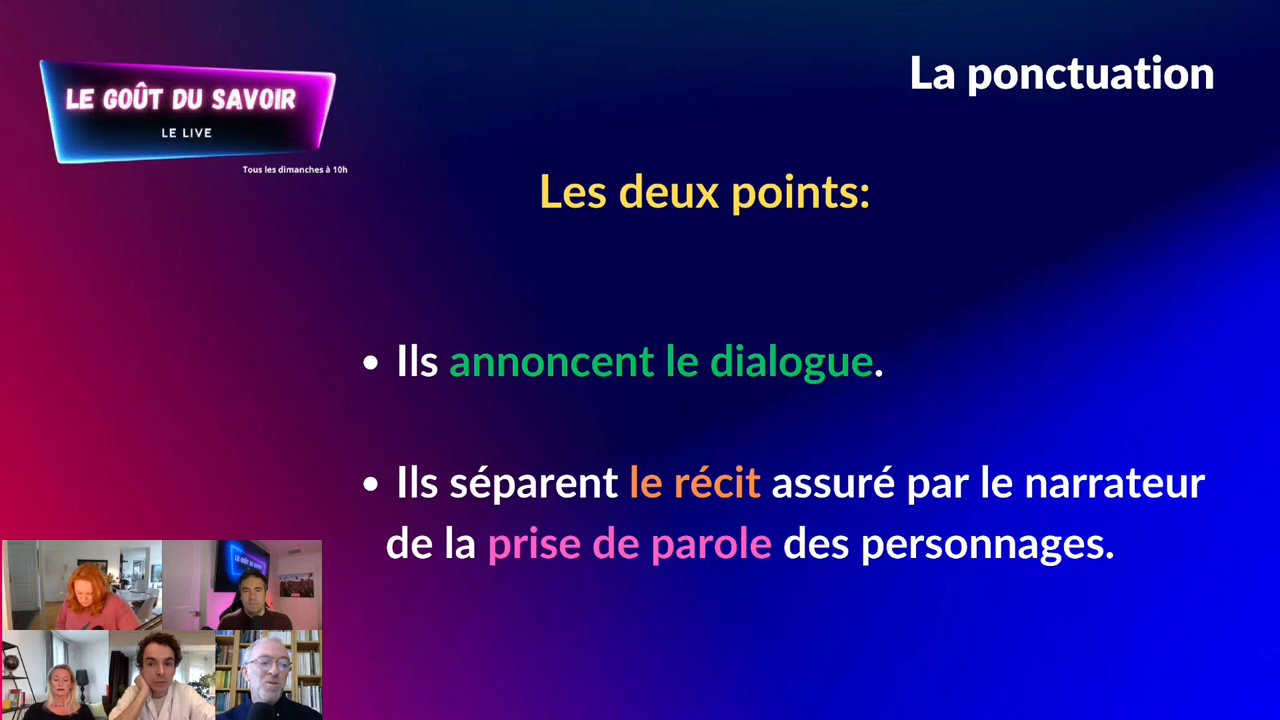 La ponctuation
LE GOÛT DU SAVOIR
LE LIVE
Tous les dimanches à 10h
Les deux points:
• Ils annoncent le dialogue.
• Ils séparent le récit assuré par le narrateur
de la prise de parole des personnages.